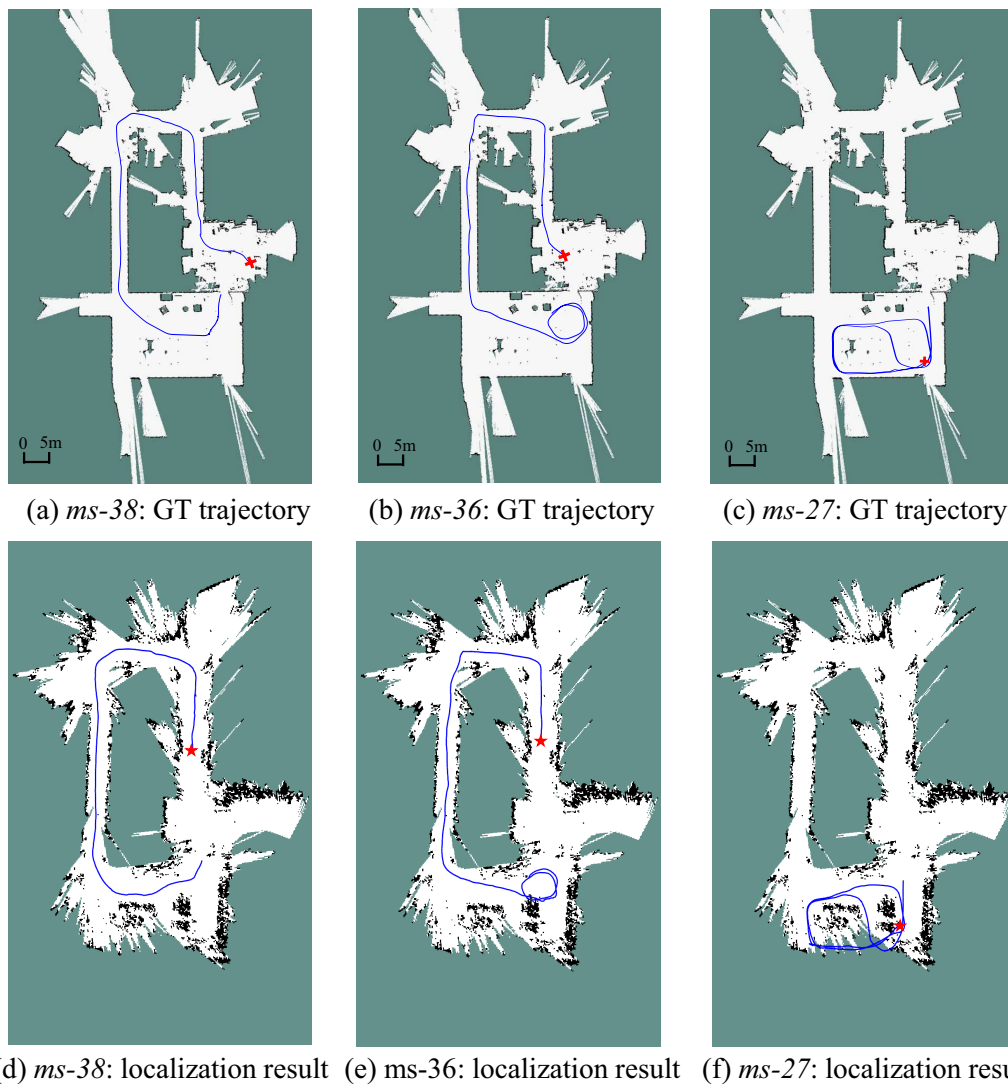 0 5m
0 5m
0 5m
(a) ms-38: GT trajectory
(b) ms-36: GT trajectory
(c) ms-27: GT trajectory
d) ms-38: localization result
(e) ms-36: localization result
(f) ms-27: localization resu